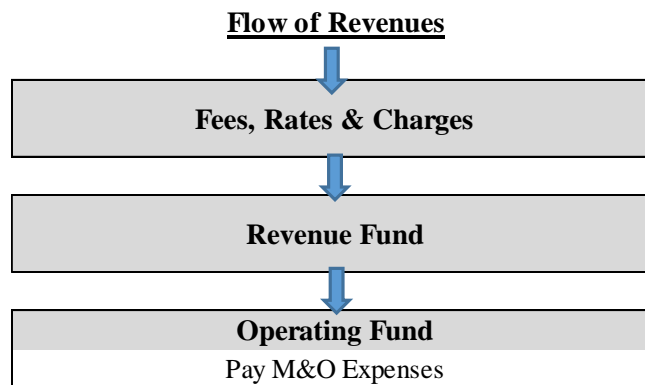 Flow of Revenues
Fees, Rates & Charges
Revenue Fund
Operating Fund
Pay M&O Expenses